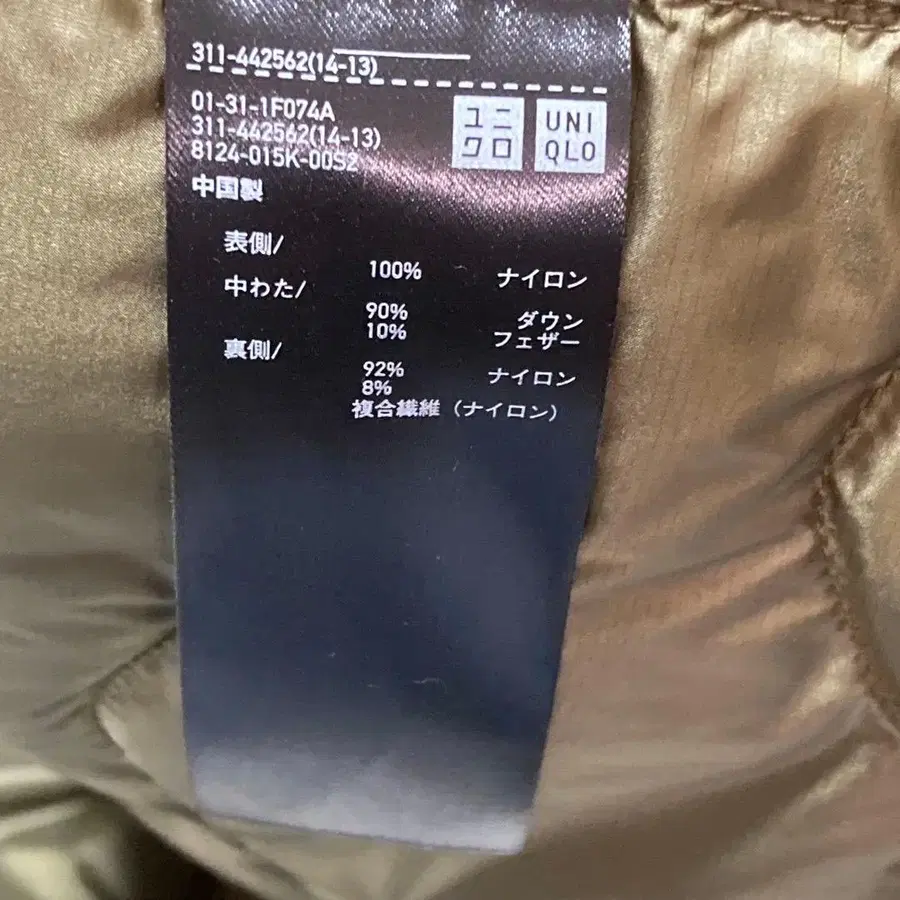 311-442562(14-13)
01-31-1F074A
311-442562(14-13)
8124-015K-00S2
ユニ
クロ
UNI
QLO
中国製
表側/
100% ナイロン
中わた/
90% ダウン
10% フェザー
裏側/
92% ナイロン
8%
複合繊維（ナイロン）